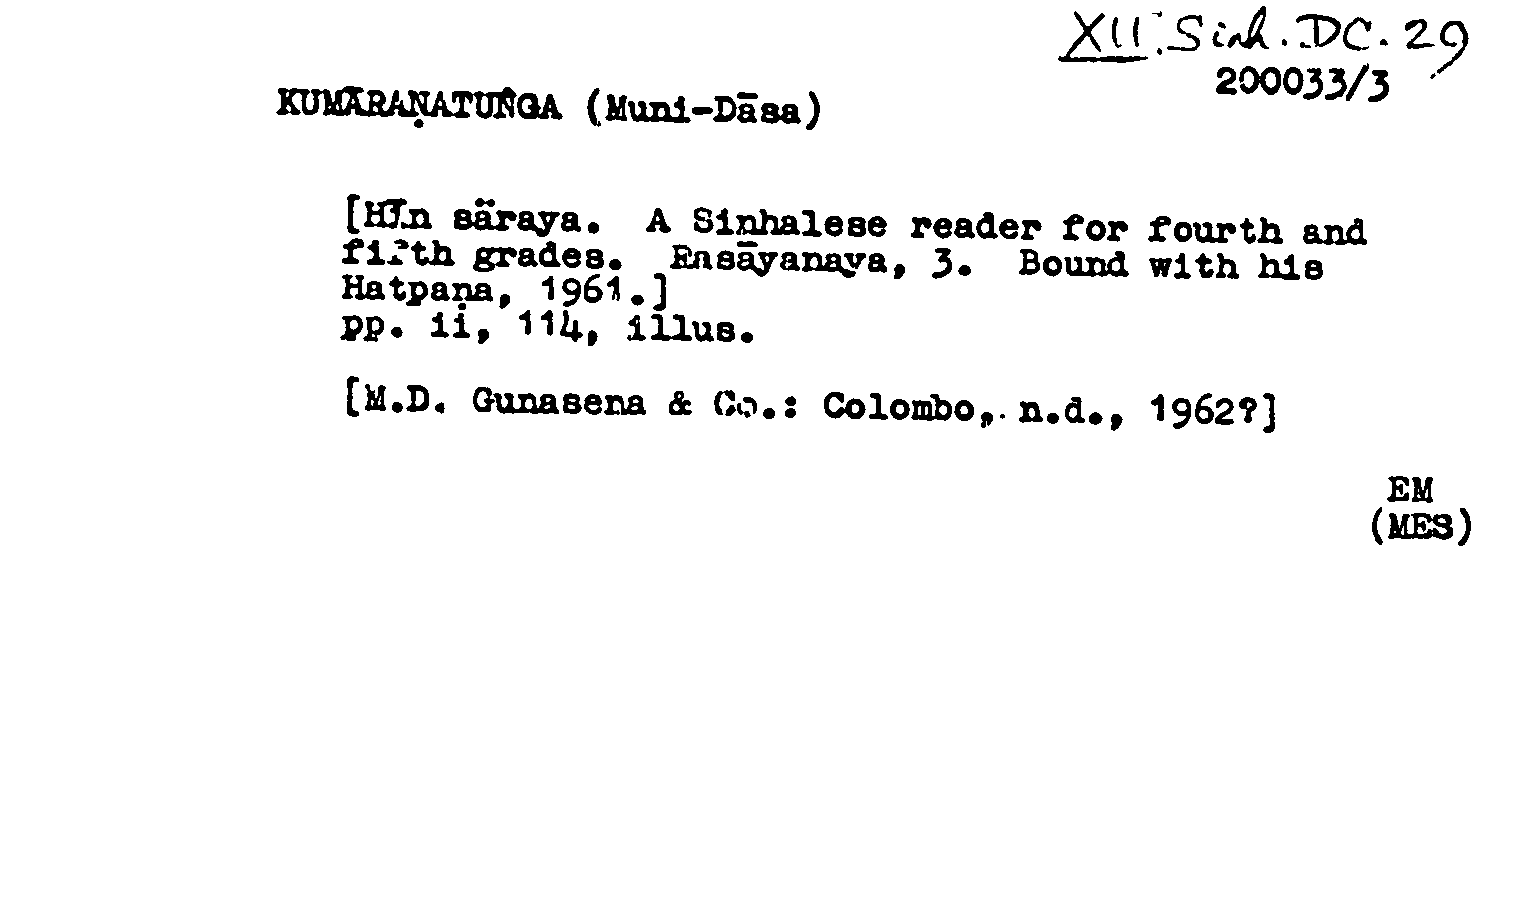 XII. Sinh. DC. 29
200033/3
KUMĀRAṆATUṄGA (Muni-Dāsa)
[Hīn säraya. A Sinhalese reader for fourth and
fifth grades. Rasāyanaya, 3. Bound with his
Hatpaṇa, 1961.]
pp. ii, 114, illus.
[M.D. Gunasena & Co.: Colombo, n.d., 1962?]
EM
(MES)